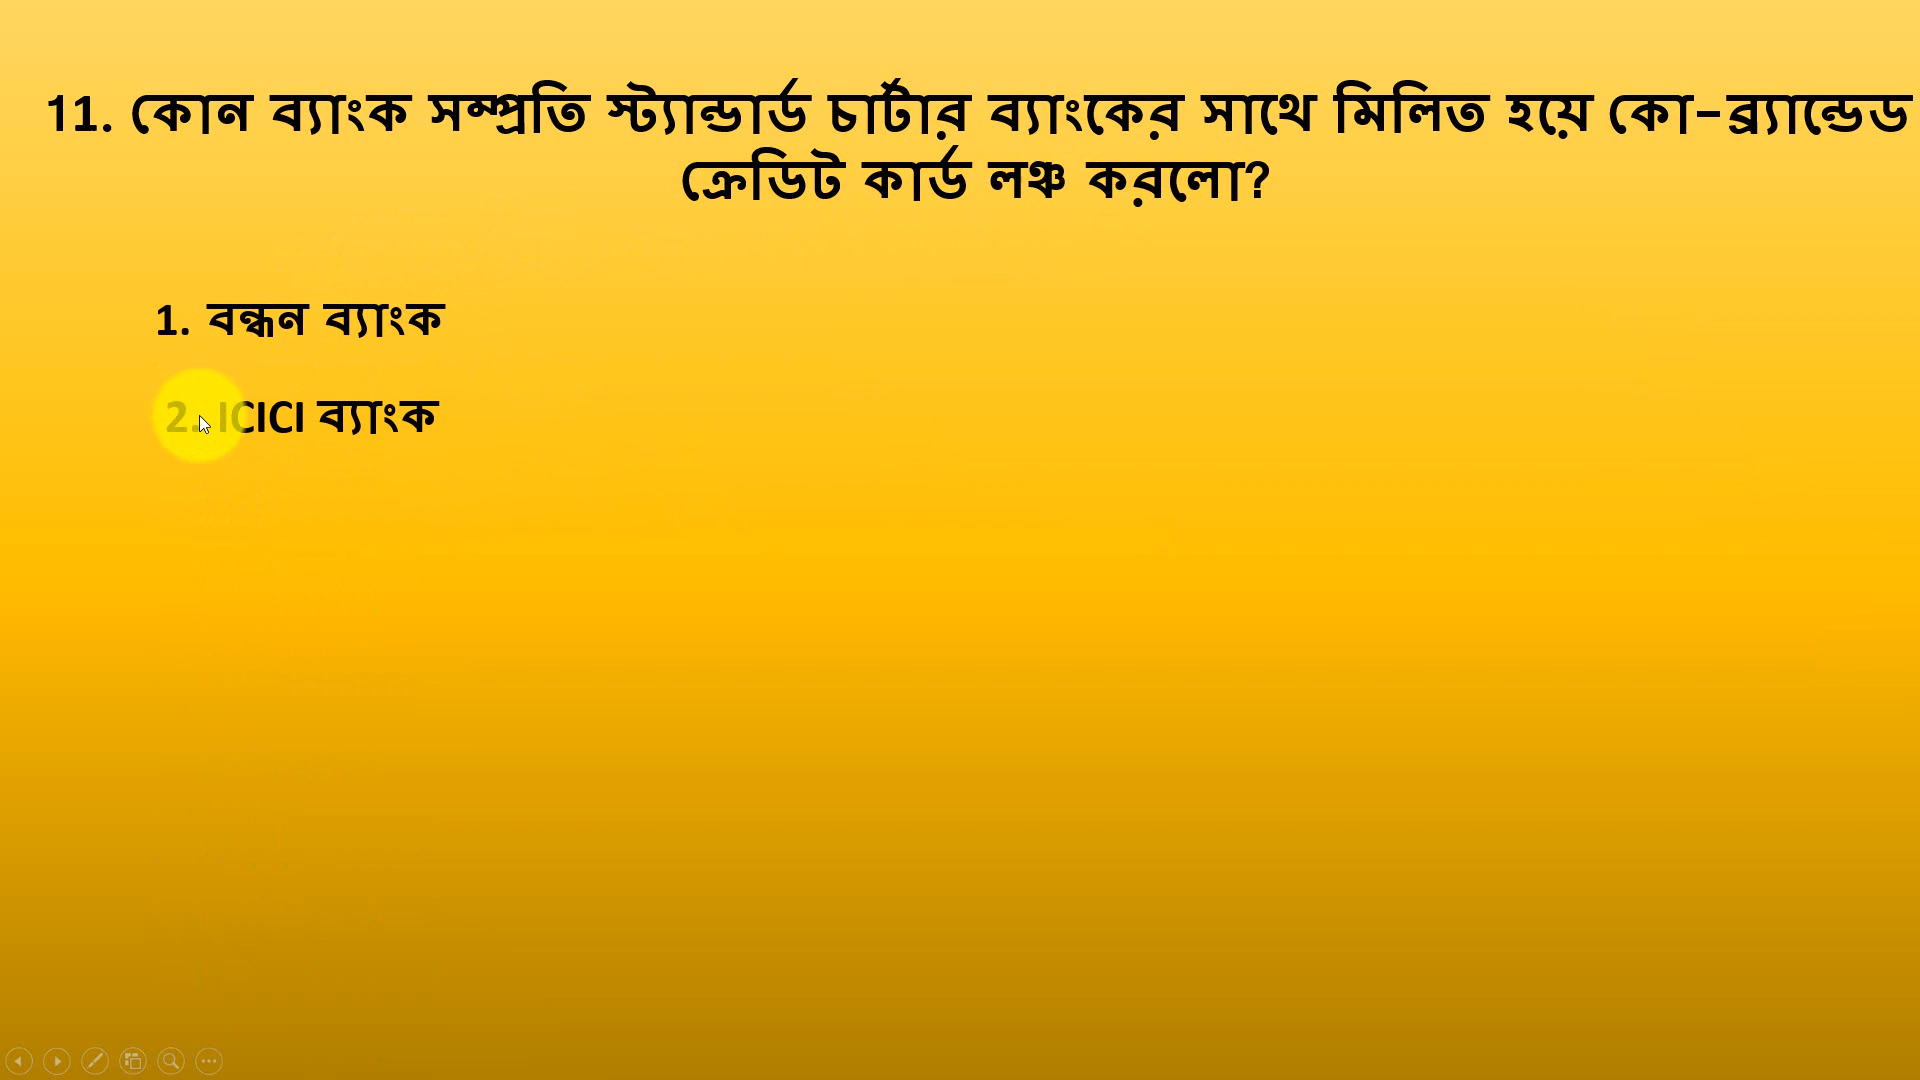 11. কোন ব্যাংক সম্প্রতি স্ট্যান্ডার্ড চার্টার ব্যাংকের সাথে মিলিত হয়ে কো-ব্র্যান্ডেড
ক্রেডিট কার্ড লঞ্চ করলো?
1. বন্ধন ব্যাংক
2. ICICI ব্যাংক